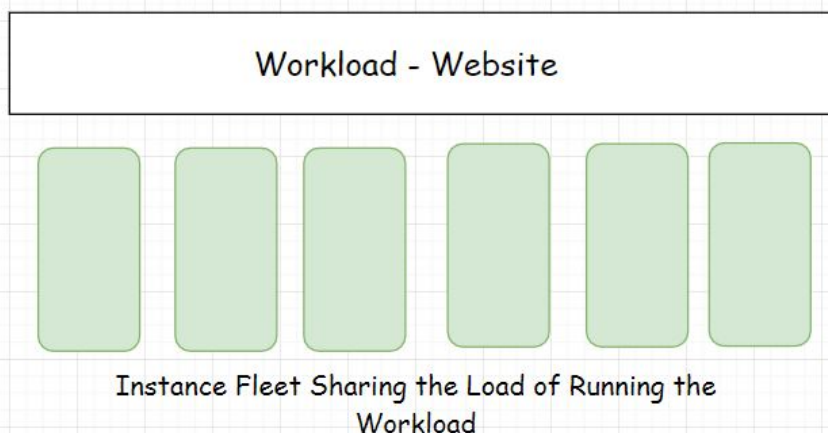 Workload - Website
Instance Fleet Sharing the Load of Running the
Workload